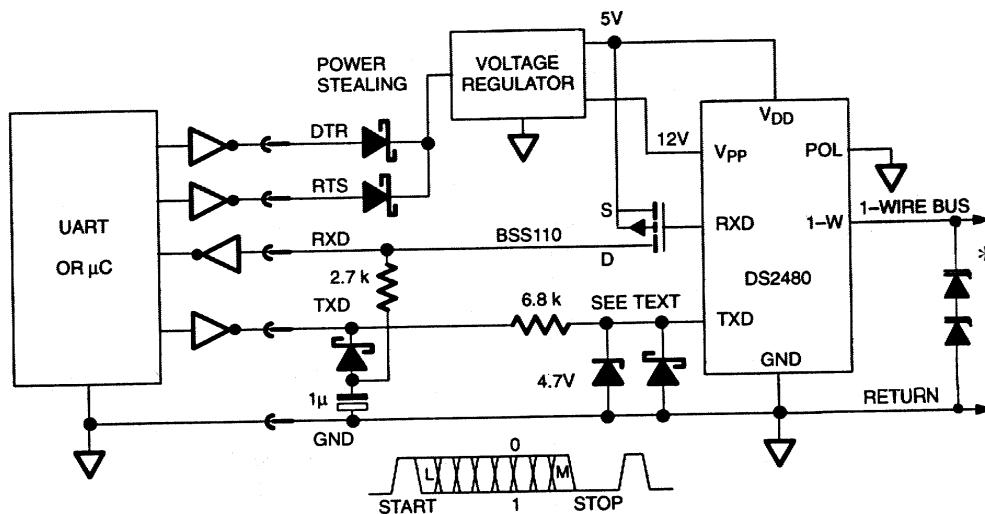 5V
POWER
STEALING
VOLTAGE
REGULATOR
DTR
12V
VDD
VPP
POL
RTS
UART
OR µC
RXD
BSS110
S
D
RXD
1–W
1–WIRE BUS
*
DS2480
2.7 k
TXD
6.8 k
SEE TEXT
TXD
GND
4.7V
1µ
GND
RETURN
0
L
M
START
1
STOP